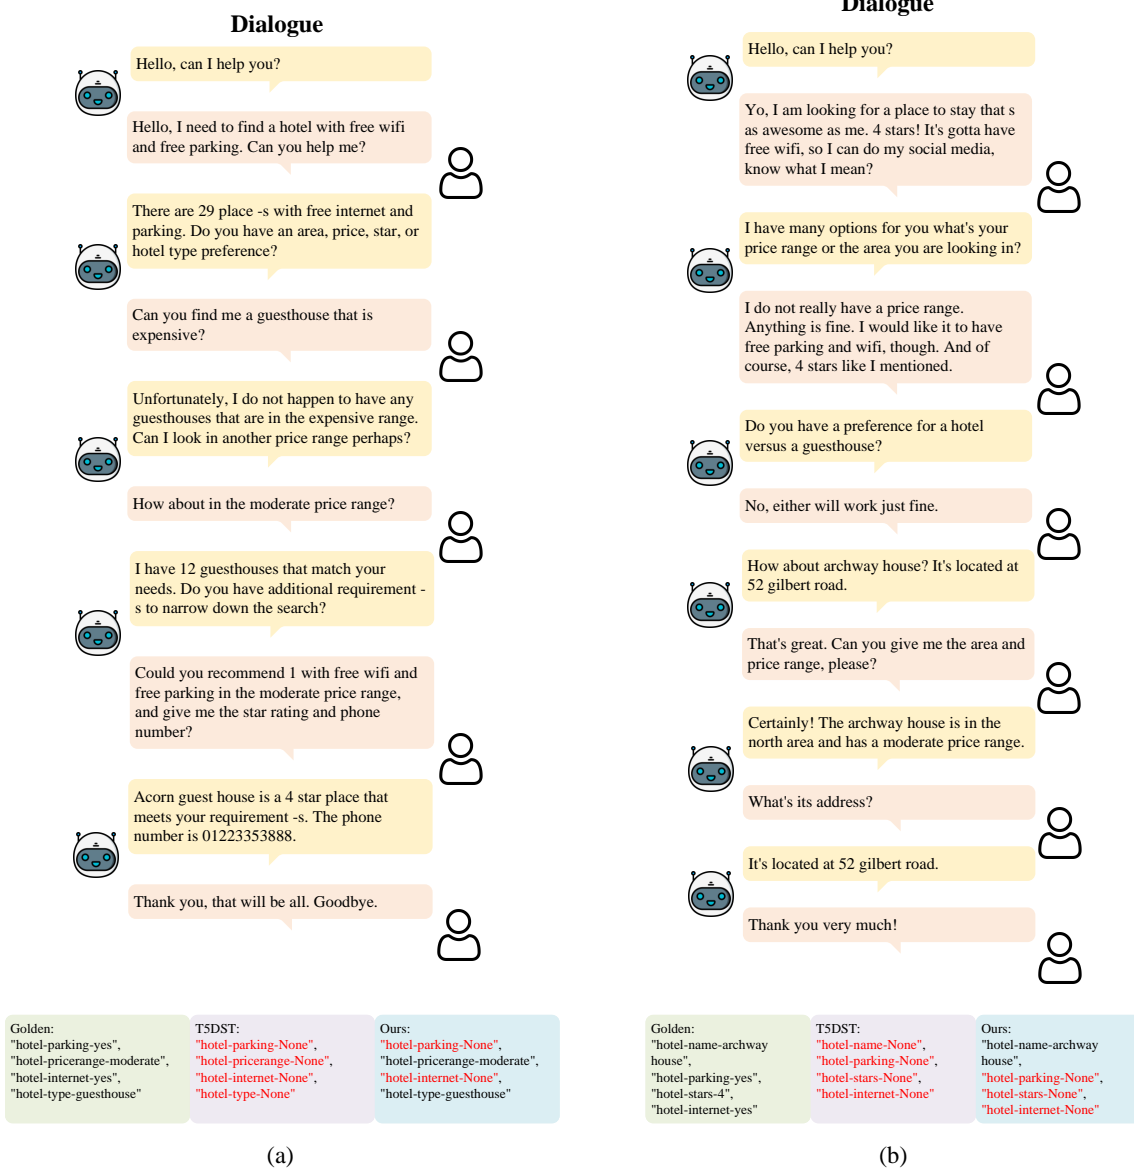 Dialogue
Hello, can I help you?
Hello, I need to find a hotel with free wifi
and free parking. Can you help me?
There are 29 place -s with free internet and
parking. Do you have an area, price, star, or
hotel type preference?
Can you find me a guesthouse that is
expensive?
Unfortunately, I do not happen to have any
guesthouses that are in the expensive range.
Can I look in another price range perhaps?
How about in the moderate price range?
I have 12 guesthouses that match your
needs. Do you have additional requirement -
s to narrow down the search?
Could you recommend 1 with free wifi and
free parking in the moderate price range,
and give me the star rating and phone
number?
Acorn guest house is a 4 star place that
meets your requirement -s. The phone
number is 01223353888.
Thank you, that will be all. Goodbye.
Golden:
"hotel-parking-yes",
"hotel-pricerange-moderate",
"hotel-internet-yes",
"hotel-type-guesthouse"
T5DST:
"hotel-parking-None",
"hotel-pricerange-None",
"hotel-internet-None",
"hotel-type-None"
Ours:
"hotel-parking-None",
"hotel-pricerange-moderate",
"hotel-internet-None",
"hotel-type-guesthouse"
(a)
Dialogue
Hello, can I help you?
Yo, I am looking for a place to stay that s
as awesome as me. 4 stars! It's gotta have
free wifi, so I can do my social media,
know what I mean?
I have many options for you what's your
price range or the area you are looking in?
I do not really have a price range.
Anything is fine. I would like it to have
free parking and wifi, though. And of
course, 4 stars like I mentioned.
Do you have a preference for a hotel
versus a guesthouse?
No, either will work just fine.
How about archway house? It's located at
52 gilbert road.
That's great. Can you give me the area and
price range, please?
Certainly! The archway house is in the
north area and has a moderate price range.
What's its address?
It's located at 52 gilbert road.
Thank you very much!
Golden:
"hotel-name-archway
house",
"hotel-parking-yes",
"hotel-stars-4",
"hotel-internet-yes"
T5DST:
"hotel-name-None",
"hotel-parking-None",
"hotel-stars-None",
"hotel-internet-None"
Ours:
"hotel-name-archway
house",
"hotel-parking-None",
"hotel-stars-None",
"hotel-internet-None"
(b)